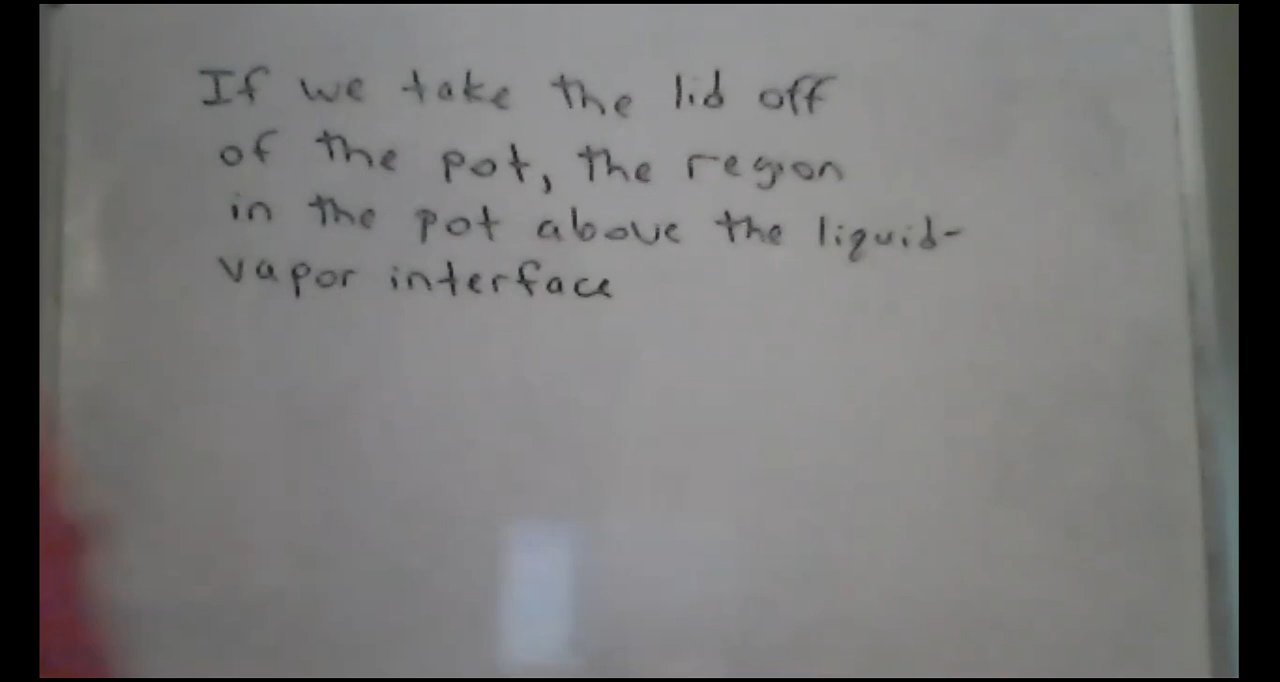 If we take the lid off
of the pot, the region
in the pot above the liquid-
vapor interface